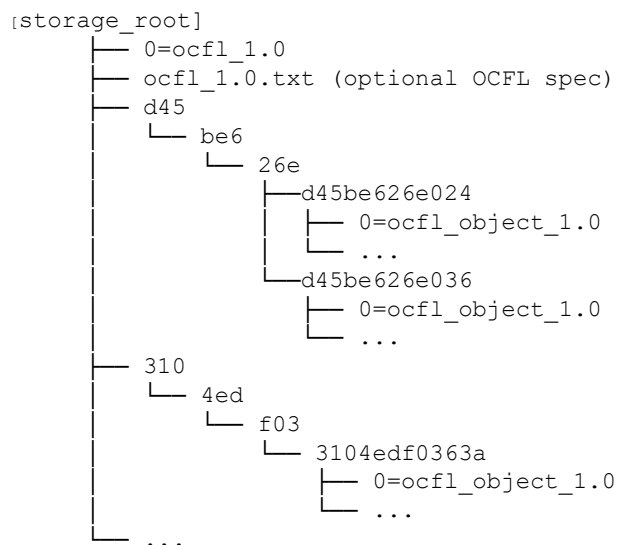 [storage_root]
├── 0=ocfl_1.0
├── ocfl_1.0.txt (optional OCFL spec)
├── d45
│   └── be6
│       └── 26e
│           ├──d45be626e024
│           │   ├── 0=ocfl_object_1.0
│           │   └── ...
│           └──d45be626e036
│               ├── 0=ocfl_object_1.0
│               └── ...
├── 310
│   └── 4ed
│       └── f03
│           └── 3104edf0363a
│               ├── 0=ocfl_object_1.0
│               └── ...
└── ...